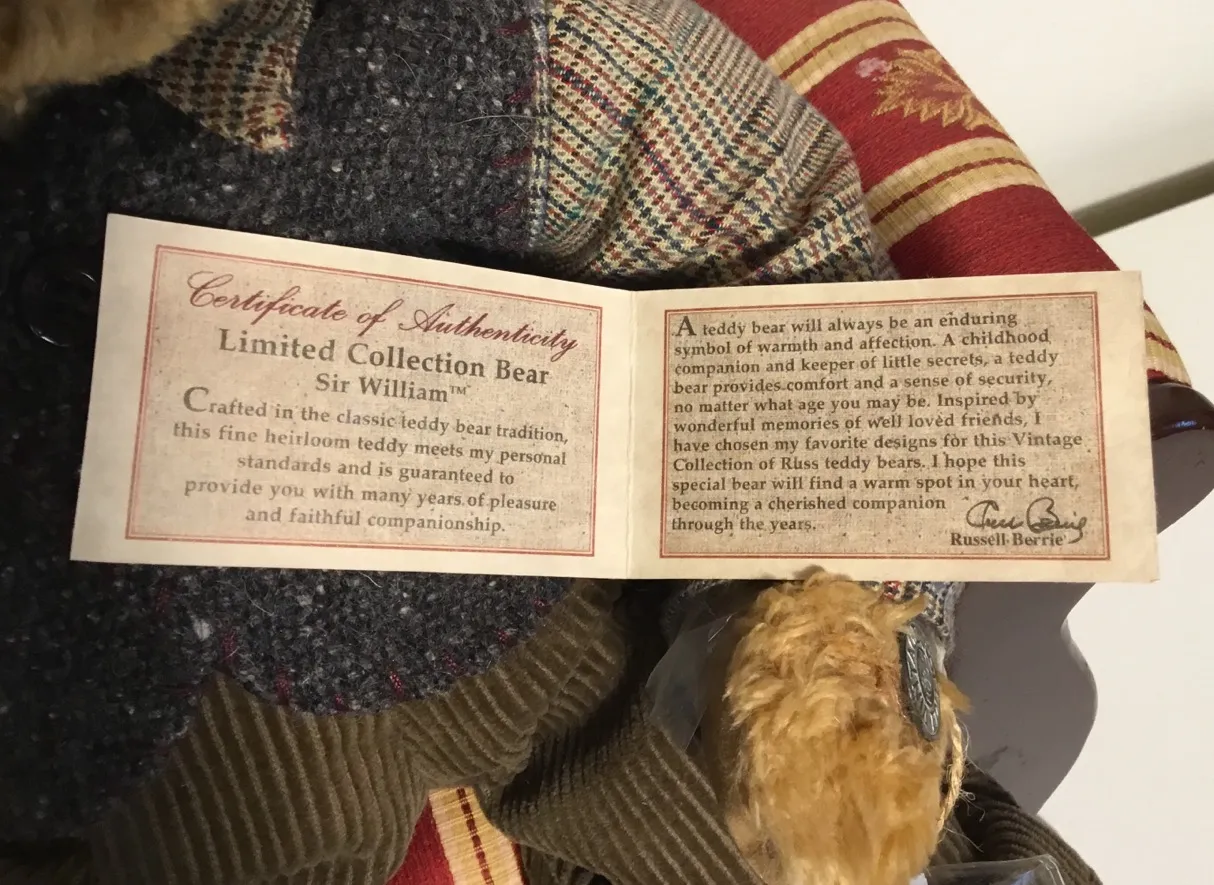 Certificate of Authenticity
Limited Collection Bear
Sir William™
Crafted in the classic teddy bear tradition,
this fine heirloom teddy meets my personal
standards and is guaranteed to
provide you with many years of pleasure
and faithful companionship.
A teddy bear will always be an enduring
symbol of warmth and affection. A childhood
companion and keeper of little secrets, a teddy
bear provides comfort and a sense of security,
no matter what age you may be. Inspired by
wonderful memories of well loved friends, I
have chosen my favorite designs for this Vintage
Collection of Russ teddy bears. I hope this
special bear will find a warm spot in your heart,
becoming a cherished companion
through the years.
Russell Berrie